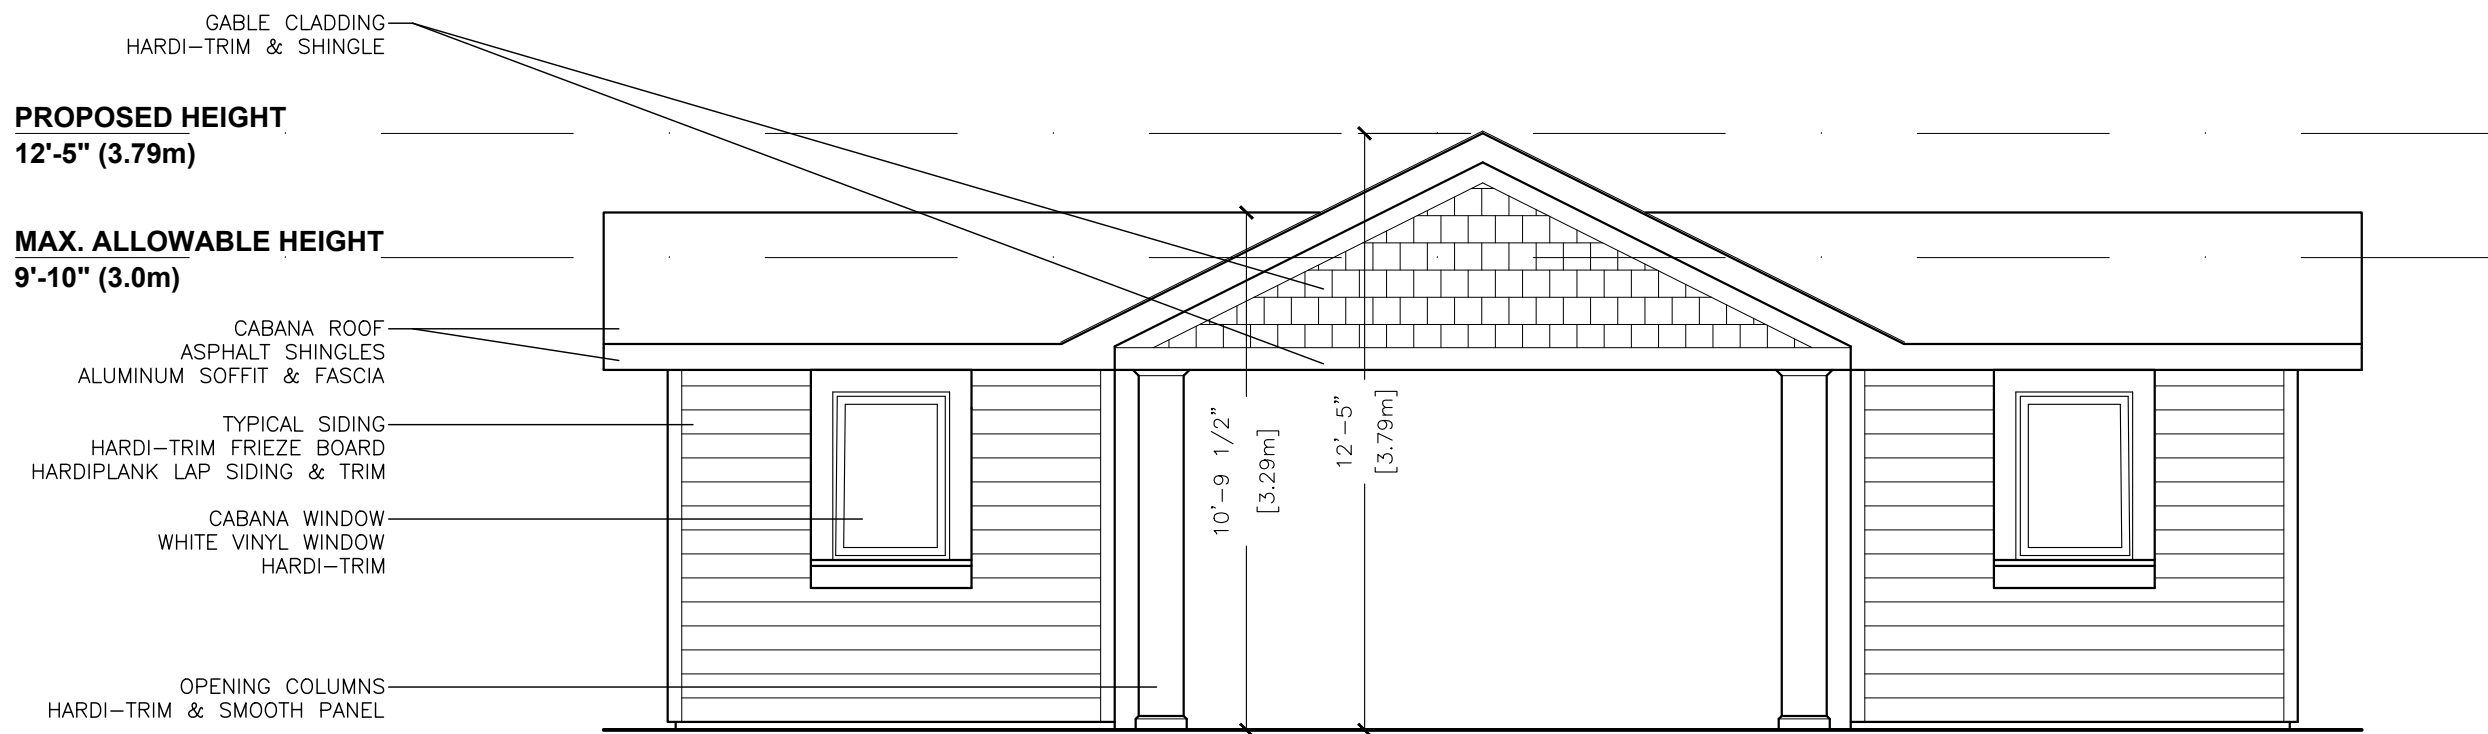 GABLE CLADDING
HARDI-TRIM & SHINGLE
PROPOSED HEIGHT
12'-5" (3.79m)
MAX. ALLOWABLE HEIGHT
9'-10" (3.0m)
CABANA ROOF
ASPHALT SHINGLES
ALUMINUM SOFFIT & FASCIA
TYPICAL SIDING
HARDI-TRIM FRIEZE BOARD
HARDIPLANK LAP SIDING & TRIM
CABANA WINDOW
WHITE VINYL WINDOW
HARDI-TRIM
OPENING COLUMNS
HARDI-TRIM & SMOOTH PANEL
10'-9 1/2"
[3.29m]
12'-5"
[3.79m]